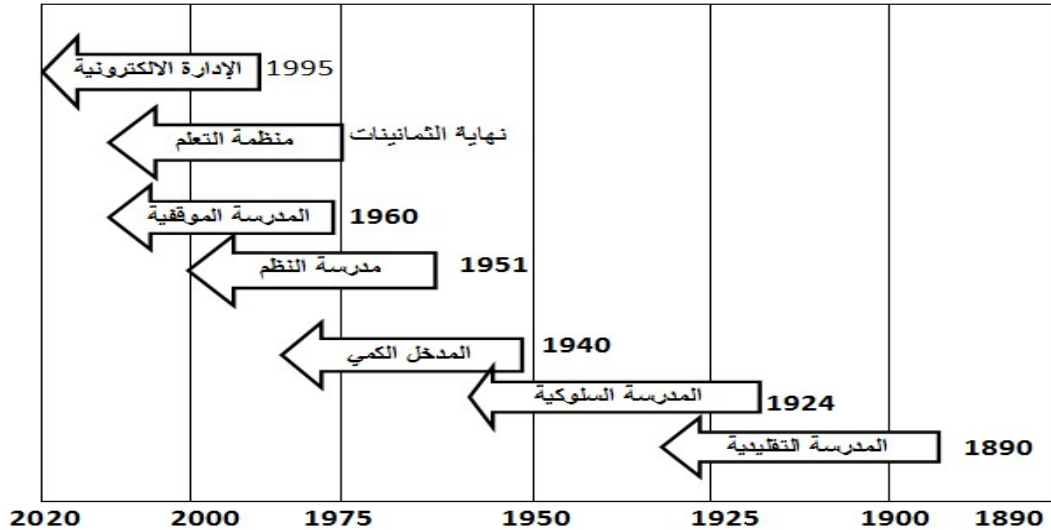 1995 الإدارة الالكترونية
نهاية الثمانينات منظمة التعلم
1960 المدرسة الموقفية
1951 مدرسة النظم
1940 المدخل الكمي
1924 المدرسة السلوكية
1890 المدرسة التقليدية
2020 2000 1975 1950 1925 1900 1890